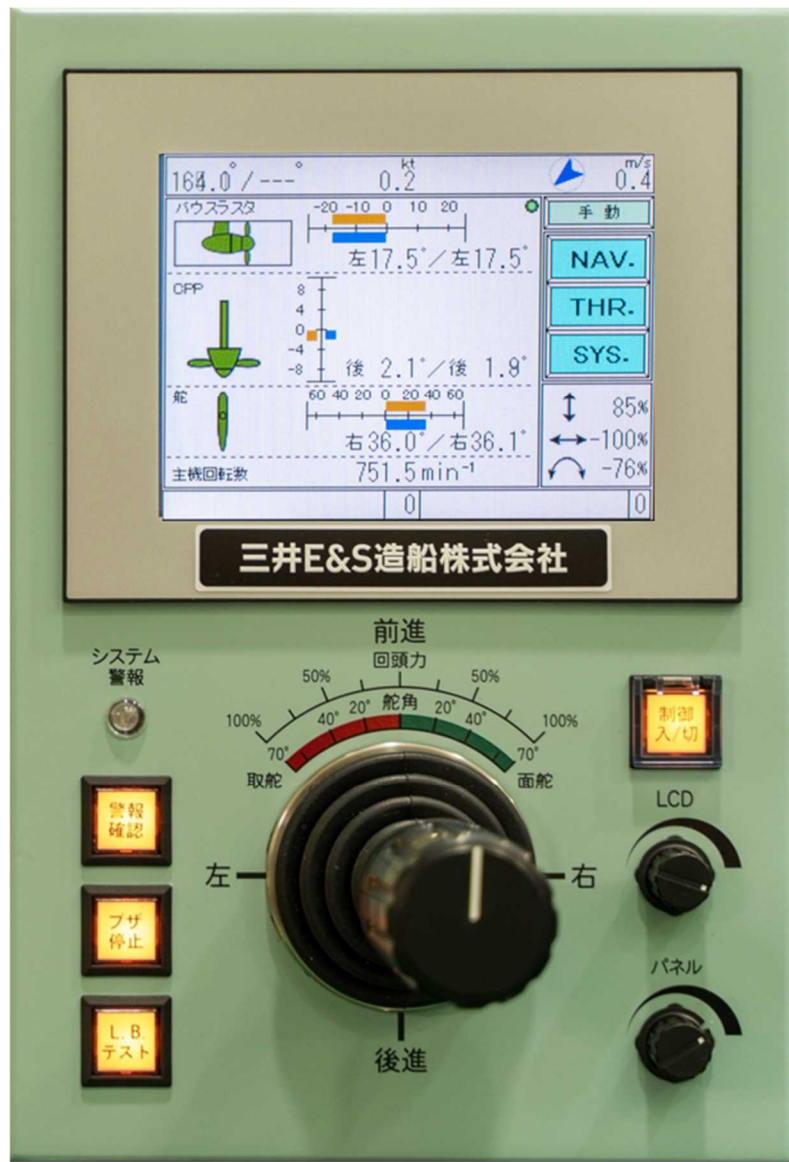 ° ° kt m/s
/ ---
0.2
0.4
バウスラスタ
-20 -10 0 10 20
左17.5°/左17.5°
手 動
NAV.
THR.
SYS.
CPP
8
4
0
-4
-8
後 2.1°/後 1.9°
舵
60 40 20 0 20 40 60
右36.0°/右36.1°
85%
-100%
-76%
主機回転数 751.5min⁻¹
0 0
三井E&S造船株式会社
システム
警報
前進
回頭力
50% 50%
舵角
100% 40° 20° 20° 40° 100%
70° 70°
取舵 面舵
制御
入/切
LCD
警報
確認
左 右
ブザ
停止
パネル
L.B.
テスト
後進